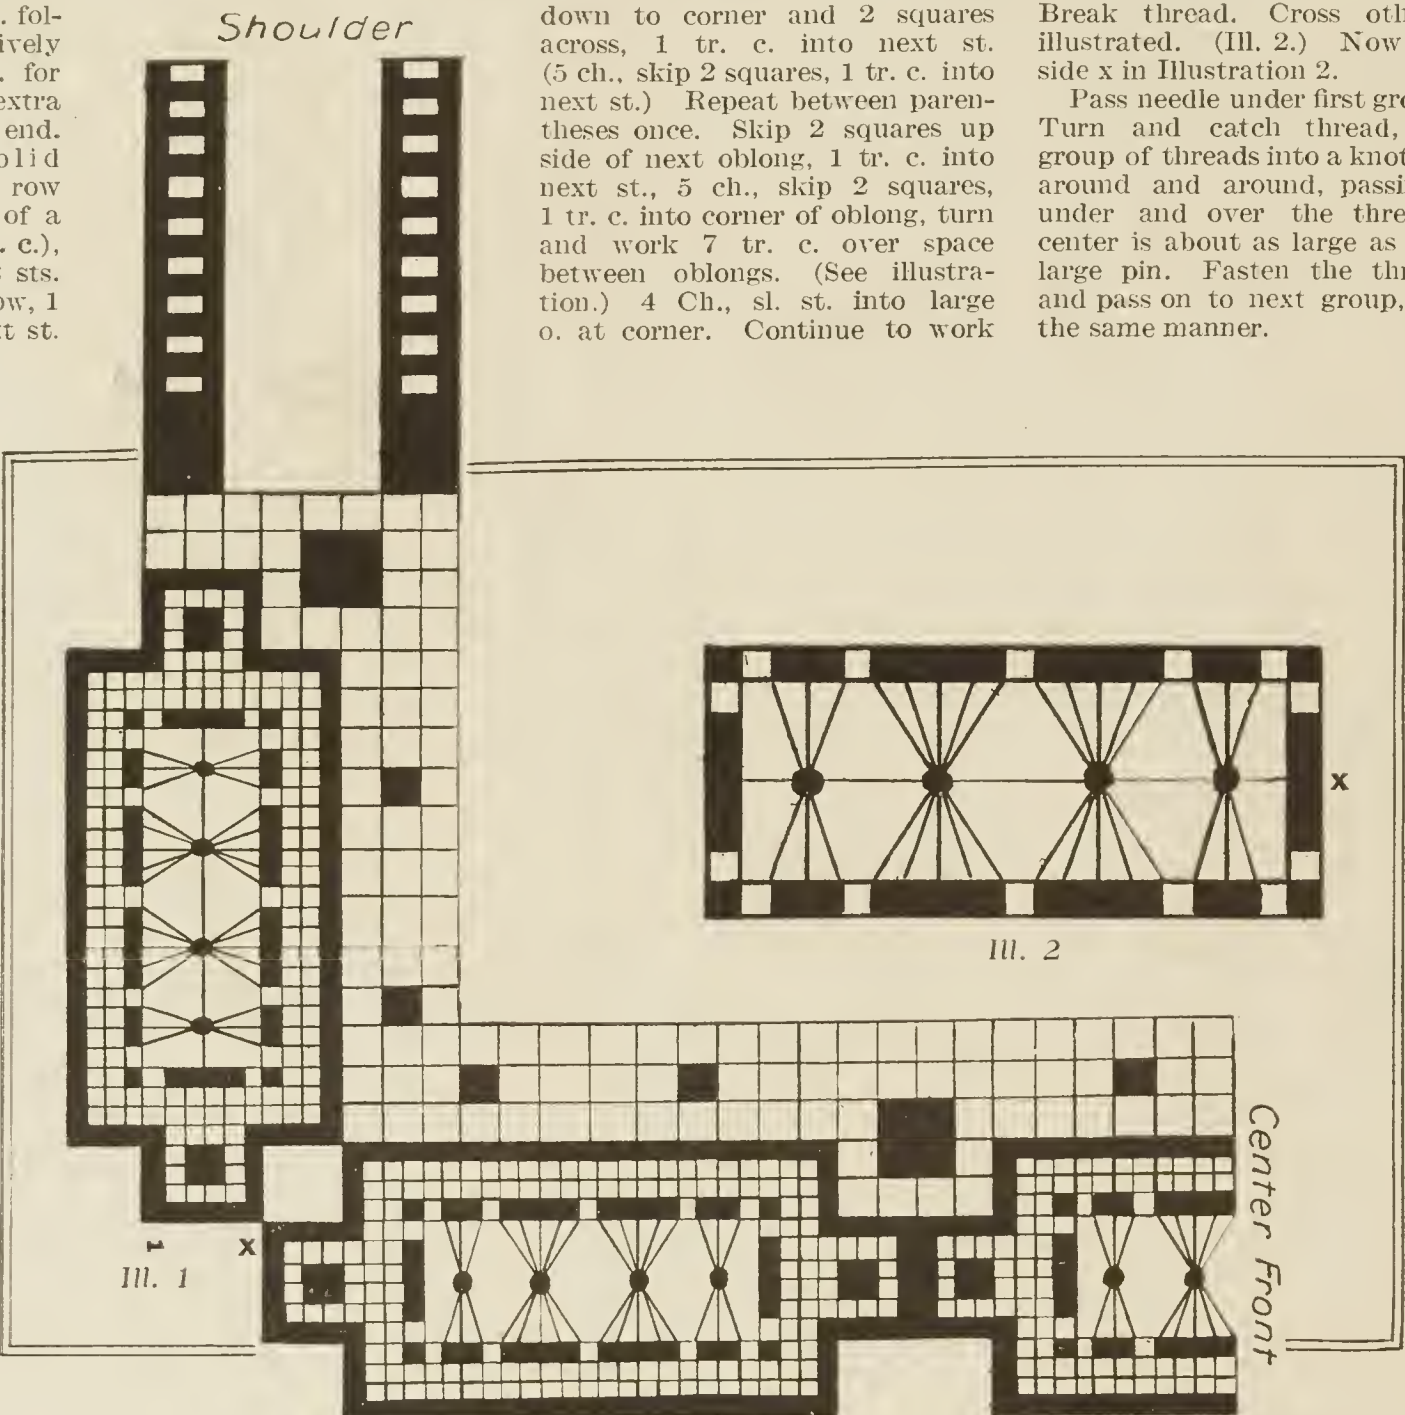 . fol-
ively
. for
extra
end.
olid
row
of a
. c.),
sts.
ow, 1
t st.
Shoulder
down to corner and 2 squares
across, 1 tr. c. into next st.
(5 ch., skip 2 squares, 1 tr. c. into
next st.) Repeat between paren-
theses once. Skip 2 squares up
side of next oblong, 1 tr. c. into
next st., 5 ch., skip 2 squares,
1 tr. c. into corner of oblong, turn
and work 7 tr. c. over space
between oblongs. (See illustra-
tion.) 4 Ch., sl. st. into large
o. at corner. Continue to work
Break thread. Cross oth
illustrated. (Ill. 2.) Now
side x in Illustration 2.
Pass needle under first gro
Turn and catch thread,
group of threads into a knot
around and around, passi
under and over the thre
center is about as large as
large pin. Fasten the thr
and pass on to next group,
the same manner.
x
Ill. 2
1 x
Ill. 1
Center Front